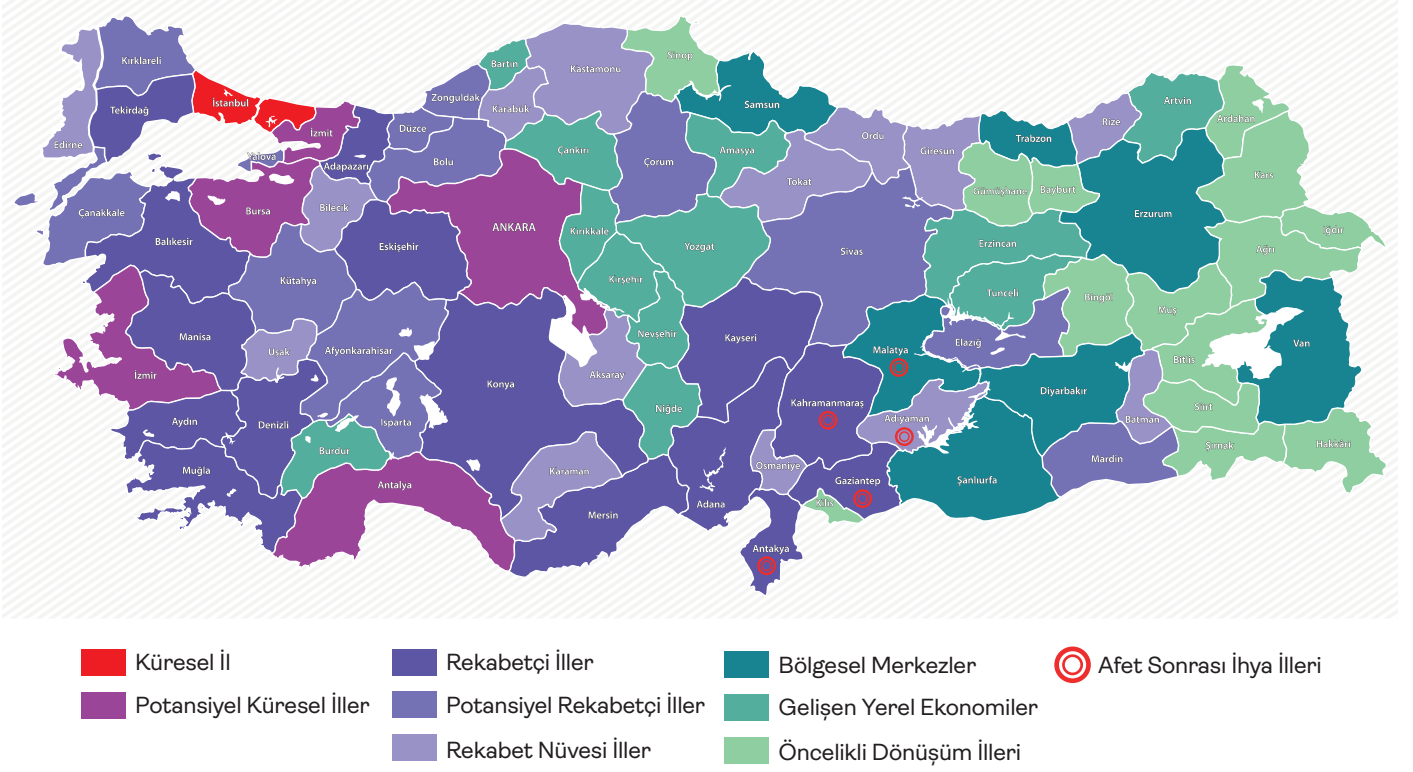 Kırklareli
Tekirdağ
Edirne
İstanbul
İzmit
Yalova
Adapazarı
Düzce
Zonguldak
Bartın
Karabuk
Kastamonu
Sinop
Samsun
Bolu
Çankırı
Çorum
Amasya
Ordu
Giresun
Trabzon
Rize
Artvin
Ardahan
Kars
Tokat
Gümüşhane
Bayburt
Erzurum
Iğdır
Ağrı
Çanakkale
Bursa
Bilecik
Balıkesir
Eskişehir
ANKARA
Kırıkkale
Yozgat
Sivas
Erzincan
Kütahya
Kırşehir
Tunceli
Bingöl
Muş
Manisa
Uşak
Afyonkarahisar
Nevşehir
Kayseri
Malatya
Elazığ
Bitlis
Van
İzmir
Konya
Aksaray
Diyarbakır
Niğde
Kahramanmaraş
Adıyaman
Batman
Siirt
Aydın
Denizli
Isparta
Burdur
Mardin
Şırnak
Hakkari
Muğla
Antalya
Karaman
Osmaniye
Gaziantep
Şanlıurfa
Mersin
Adana
Kilis
Antakya
Küresel İl
Potansiyel Küresel İller
Rekabetçi İller
Potansiyel Rekabetçi İller
Rekabet Nüvesi İller
Bölgesel Merkezler
Gelişen Yerel Ekonomiler
Öncelikli Dönüşüm İlleri
Afet Sonrası İhya İlleri